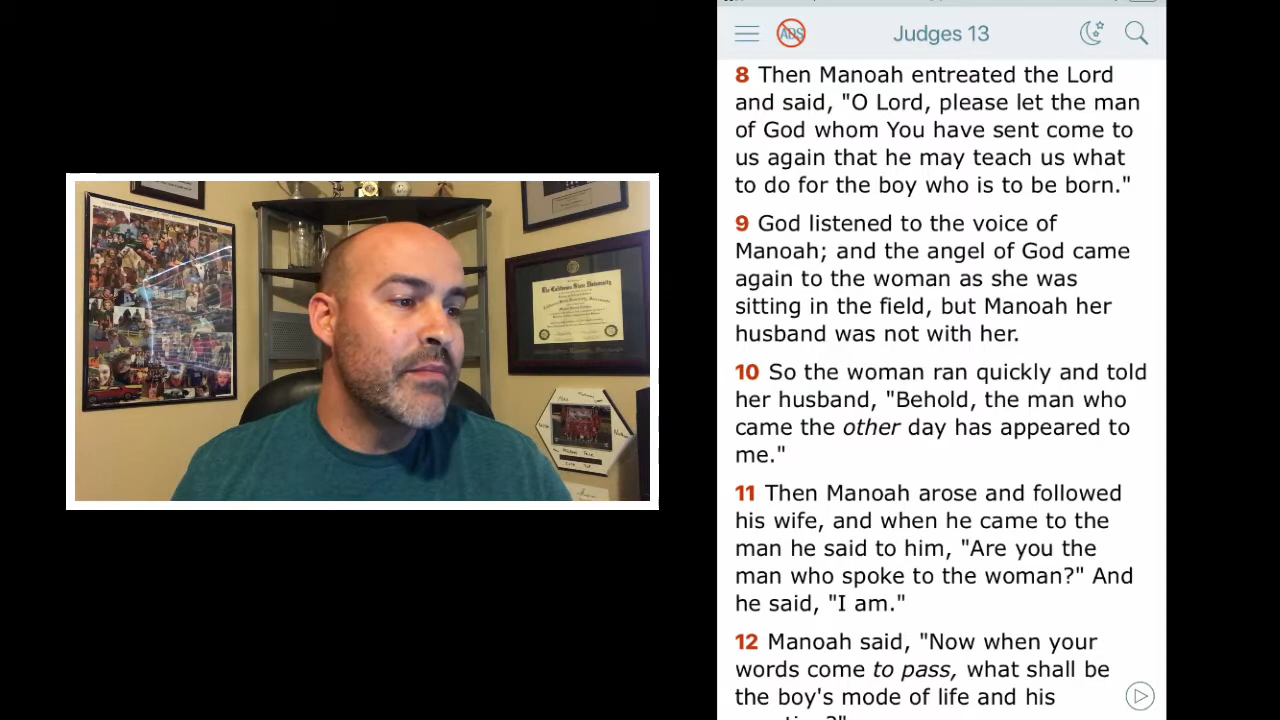 ADS
Judges 13
8 Then Manoah entreated the Lord
and said, "O Lord, please let the man
of God whom You have sent come to
us again that he may teach us what
to do for the boy who is to be born."
9 God listened to the voice of
Manoah; and the angel of God came
again to the woman as she was
sitting in the field, but Manoah her
husband was not with her.
10 So the woman ran quickly and told
her husband, "Behold, the man who
came the other day has appeared to
me."
11 Then Manoah arose and followed
his wife, and when he came to the
man he said to him, "Are you the
man who spoke to the woman?" And
he said, "I am."
12 Manoah said, "Now when your
words come to pass, what shall be
the boy's mode of life and his
The California State University